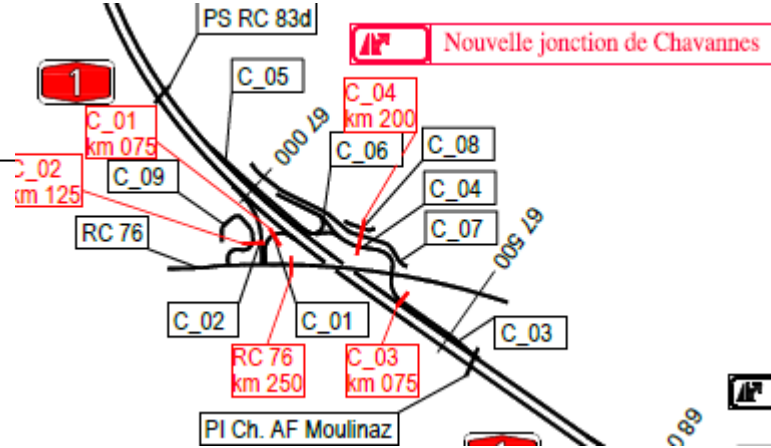 PS RC 83d
Nouvelle jonction de Chavannes
1
C_05
C_04
km 200
C_01
km 075
67 000
C_06
C_08
C_02
km 125
C_09
C_04
RC 76
C_07
67 500
C_02
C_01
C_03
RC 76
km 250
C_03
km 075
PI Ch. AF Moulinaz